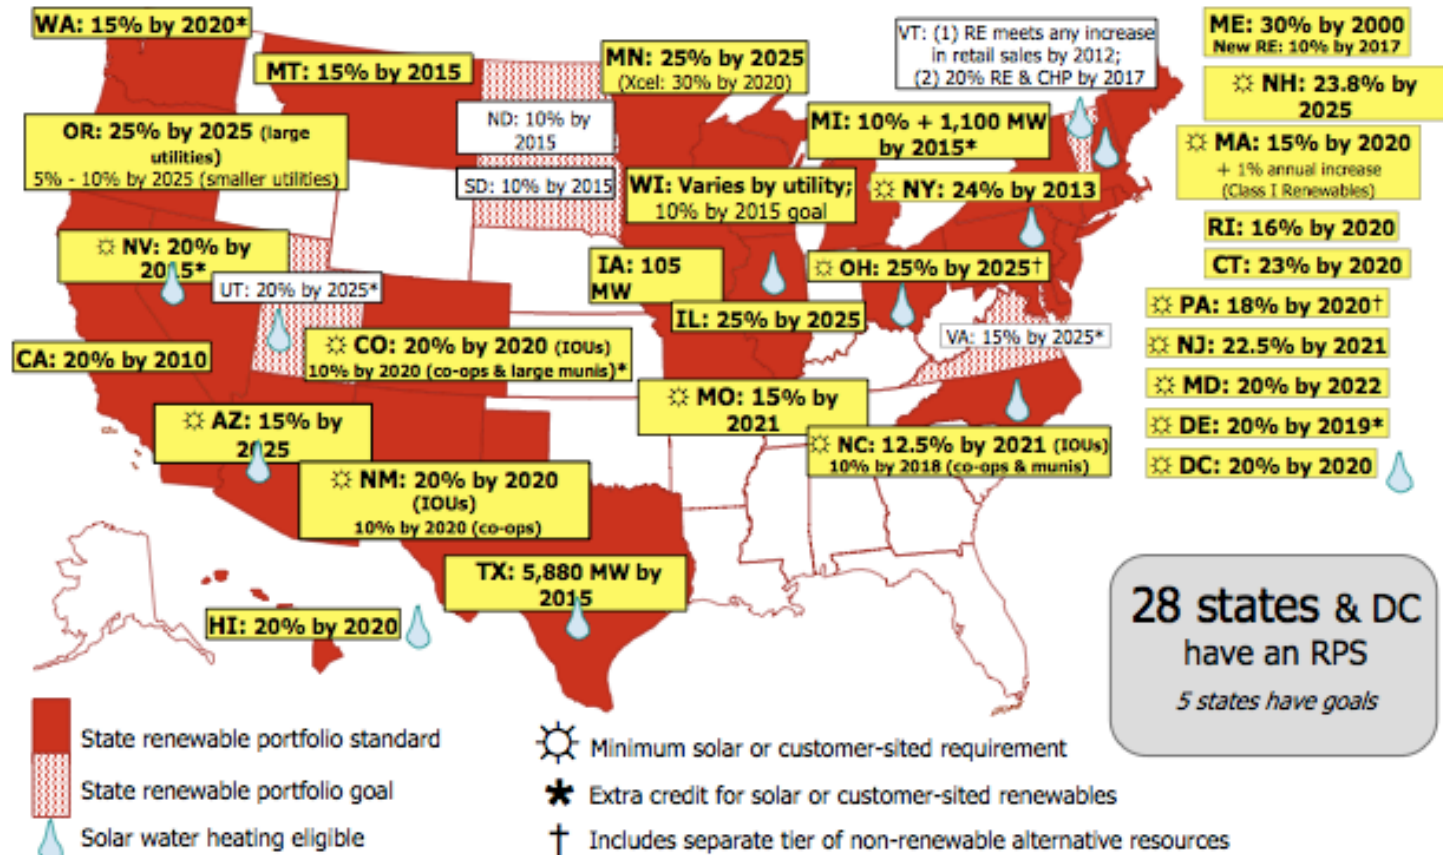 WA: 15% by 2020*
MT: 15% by 2015
MN: 25% by 2025
(Xcel: 30% by 2020)
VT: (1) RE meets any increase
in retail sales by 2012;
(2) 20% RE & CHP by 2017
ME: 30% by 2000
New RE: 10% by 2017
☼ NH: 23.8% by
2025
OR: 25% by 2025 (large
utilities)
5% - 10% by 2025 (smaller utilities)
ND: 10% by
2015
MI: 10% + 1,100 MW
by 2015*
☼ MA: 15% by 2020
+ 1% annual increase
(Class I Renewables)
SD: 10% by 2015
WI: Varies by utility;
10% by 2015 goal
☼ NY: 24% by 2013
RI: 16% by 2020
CT: 23% by 2020
☼ NV: 20% by
2015*
UT: 20% by 2025*
IA: 105
MW
☼ OH: 25% by 2025†
IL: 25% by 2025
☼ PA: 18% by 2020†
VA: 15% by 2025*
☼ NJ: 22.5% by 2021
CA: 20% by 2010
☼ CO: 20% by 2020 (IOUs)
10% by 2020 (co-ops & large munis)*
☼ MO: 15% by
2021
☼ MD: 20% by 2022
☼ AZ: 15% by
2025
☼ NC: 12.5% by 2021 (IOUs)
10% by 2018 (co-ops & munis)
☼ DE: 20% by 2019*
☼ DC: 20% by 2020
☼ NM: 20% by 2020
(IOUs)
10% by 2020 (co-ops)
TX: 5,880 MW by
2015
HI: 20% by 2020
28 states & DC
have an RPS
5 states have goals
State renewable portfolio standard
State renewable portfolio goal
Solar water heating eligible
☼ Minimum solar or customer-sited requirement
* Extra credit for solar or customer-sited renewables
† Includes separate tier of non-renewable alternative resources